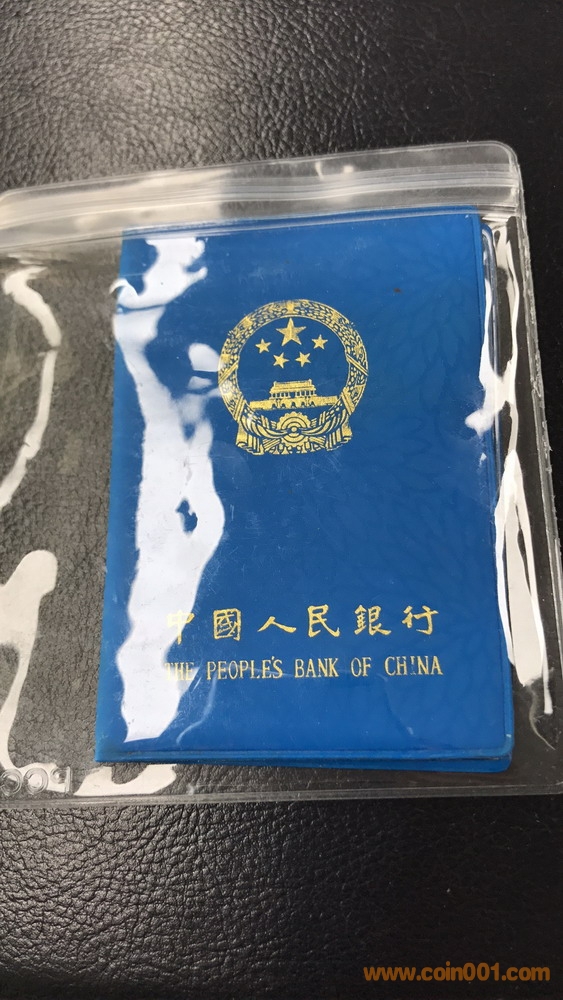 中國人民銀行
THE PEOPLE'S BANK OF CHINA
www.coin001.com